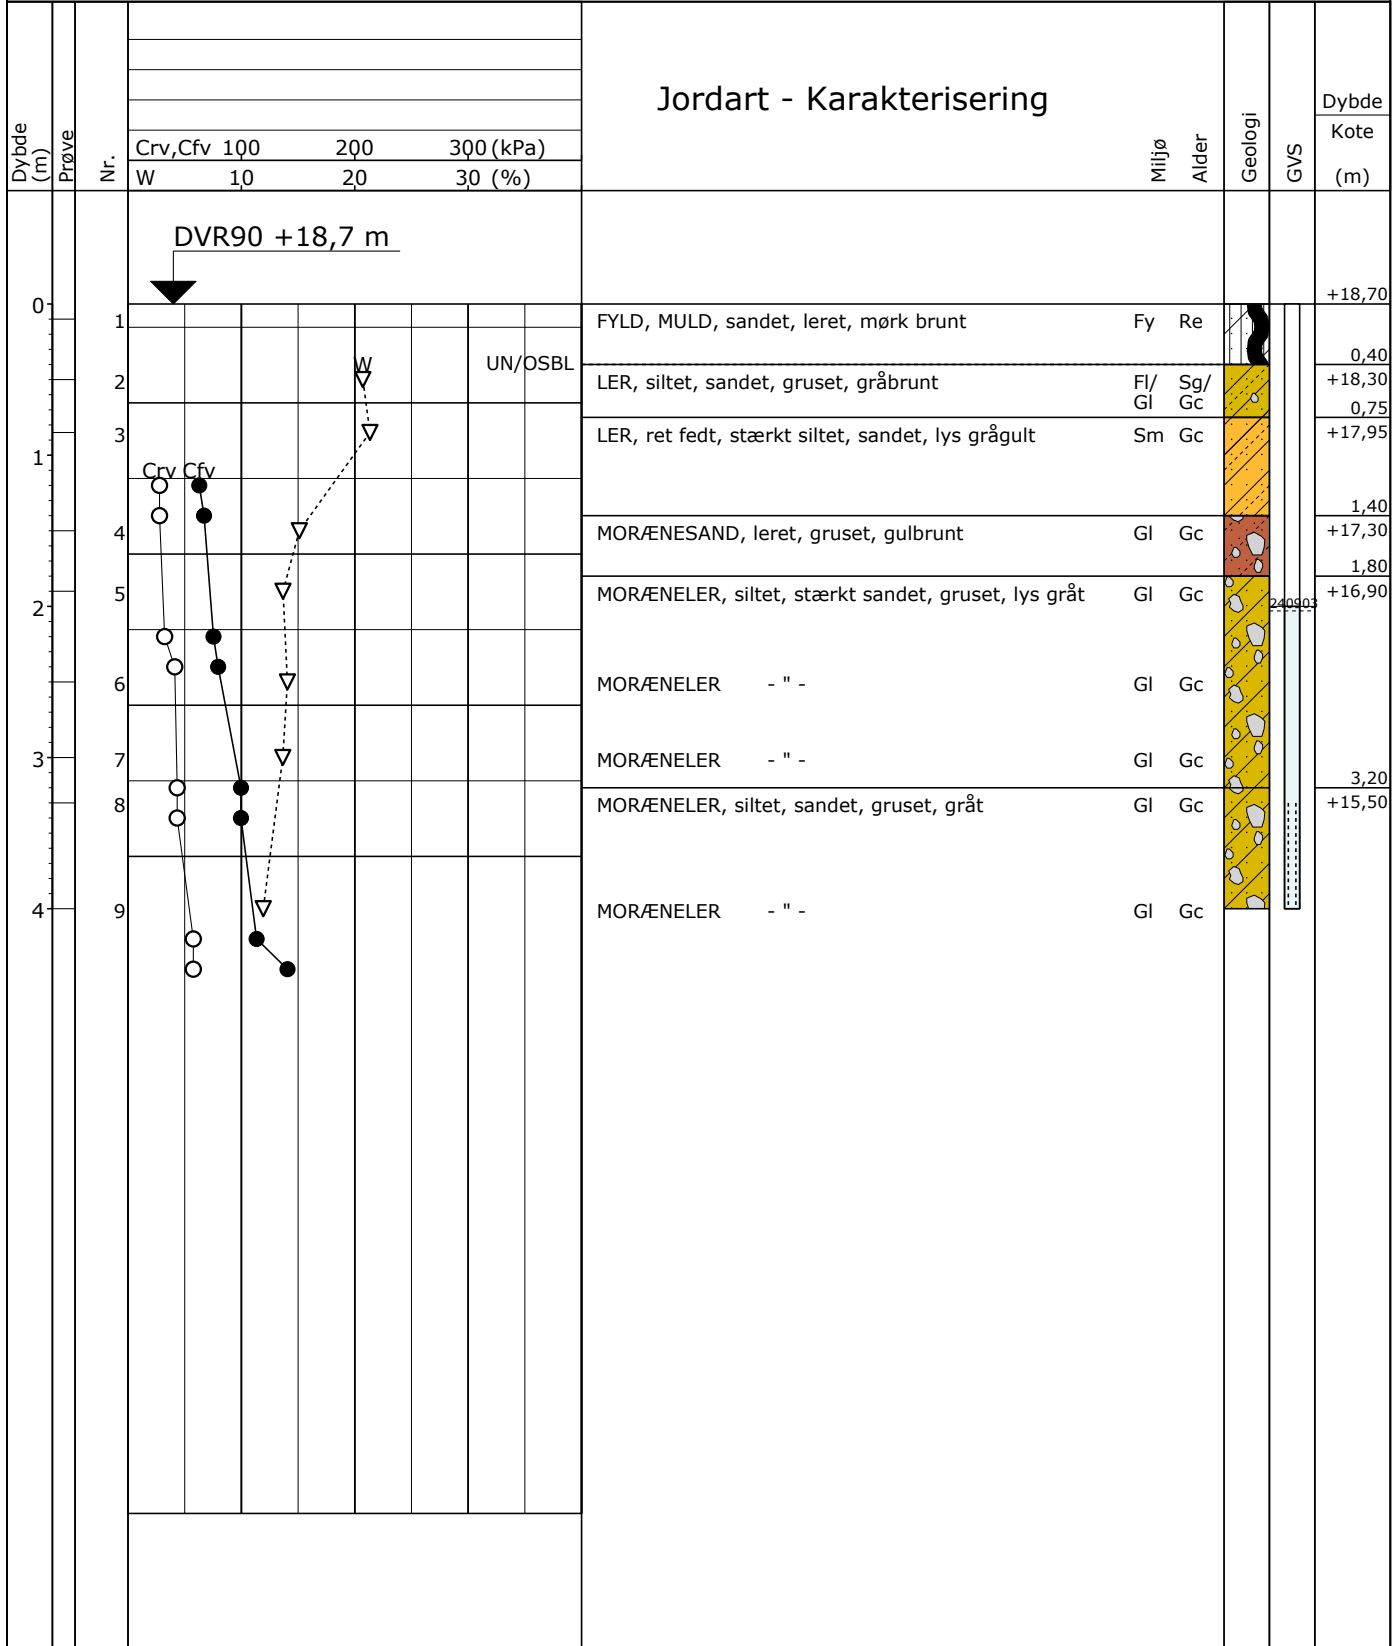 Jordart - Karakterisering
Dybde (m)
Prøve
Nr.
Crv,Cfv 100 200 300 (kPa)
W 10 20 30 (%)
Miljø
Alder
Geologi
GVS
Dybde
Kote
(m)
DVR90 +18,7 m
+18,70
0
1 FYLD, MULD, sandet, leret, mørk brunt Fy Re
0,40
W UN/OSBL
+18,30
2 LER, siltet, sandet, gruset, gråbrunt Fl/ Sg/
Gl Gc
0,75
3 LER, ret fedt, stærkt siltet, sandet, lys grågult Sm Gc +17,95
1
Crv Cfv
1,40
4 MORÆNESAND, leret, gruset, gulbrunt Gl Gc +17,30
1,80
5 MORÆNELER, siltet, stærkt sandet, gruset, lys gråt Gl Gc +16,90
2 240903
6 MORÆNELER - " - Gl Gc
3 7 MORÆNELER - " - Gl Gc
3,20
8 MORÆNELER, siltet, sandet, gruset, gråt Gl Gc +15,50
4 9 MORÆNELER - " - Gl Gc